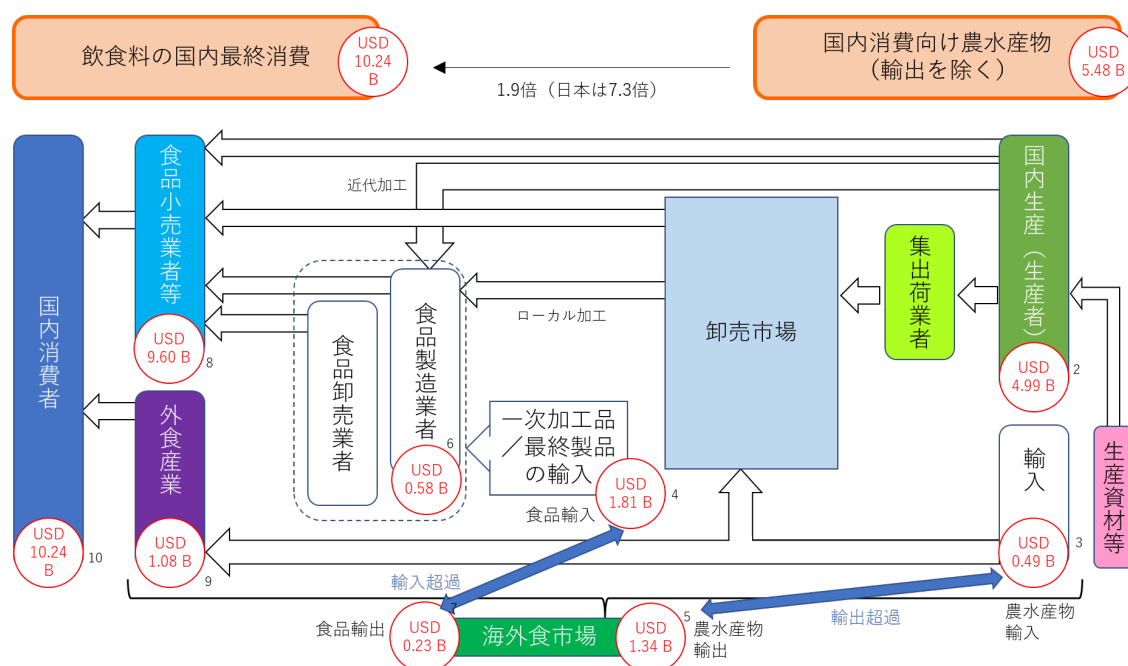 飲食料の国内最終消費
USD
10.24
B
1.9倍（日本は7.3倍）
国内消費向け農水産物
（輸出を除く）
USD
5.48 B
国内消費者
USD
10.24
B
10
食品小売業者等
USD
9.60 B
8
外食産業
USD
1.08 B
9
近代加工
食品卸売業者
食品製造業者
6
USD
0.58 B
ローカル加工
一次加工品
／最終製品
の輸入
USD
1.81 B
4
食品輸入
卸売市場
集出荷業者
国内生産（生産者）
USD
4.99 B
2
輸入
USD
0.49 B
3
農水産物
輸入
生産資材等
輸入超過
輸出超過
食品輸出
7
USD
0.23 B
海外食市場
5
USD
1.34 B
農水産物
輸出